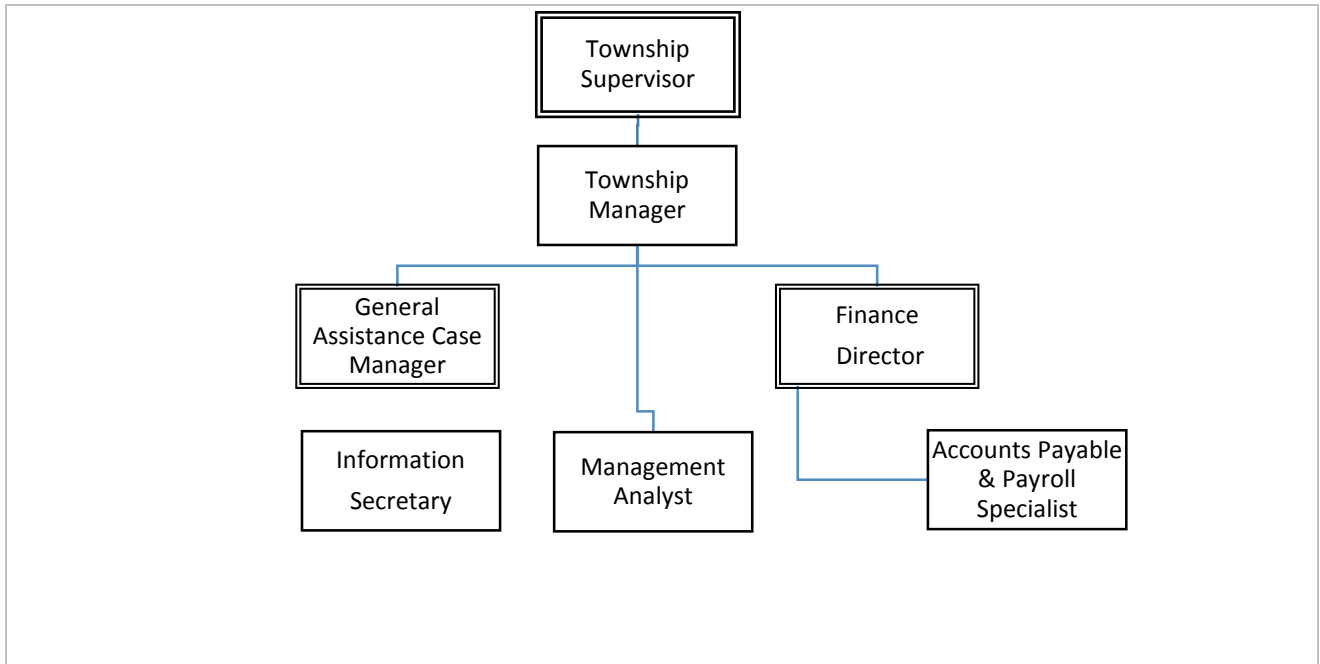 Township
Supervisor
Township
Manager
General
Assistance Case
Manager
Finance
Director
Information
Secretary
Management
Analyst
Accounts Payable
& Payroll
Specialist